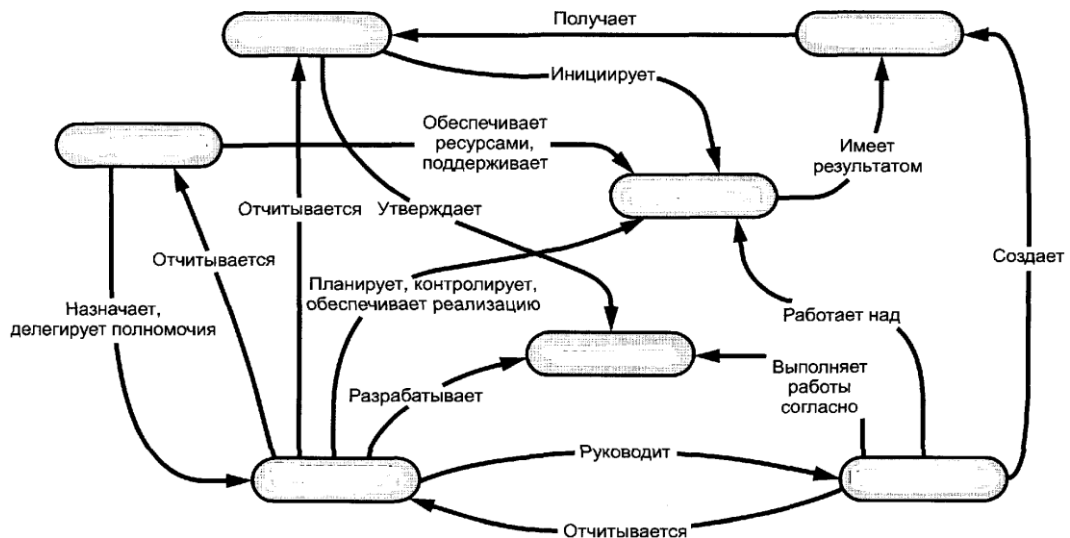 Получает
Инициирует
Обеспечивает
ресурсами,
поддерживает
Имеет
результатом
Отчитывается
Утверждает
Отчитывается
Создает
Планирует, контролирует,
обеспечивает реализацию
Назначает,
делегирует полномочия
Работает над
Выполняет
работы
согласно
Разрабатывает
Руководит
Отчитывается